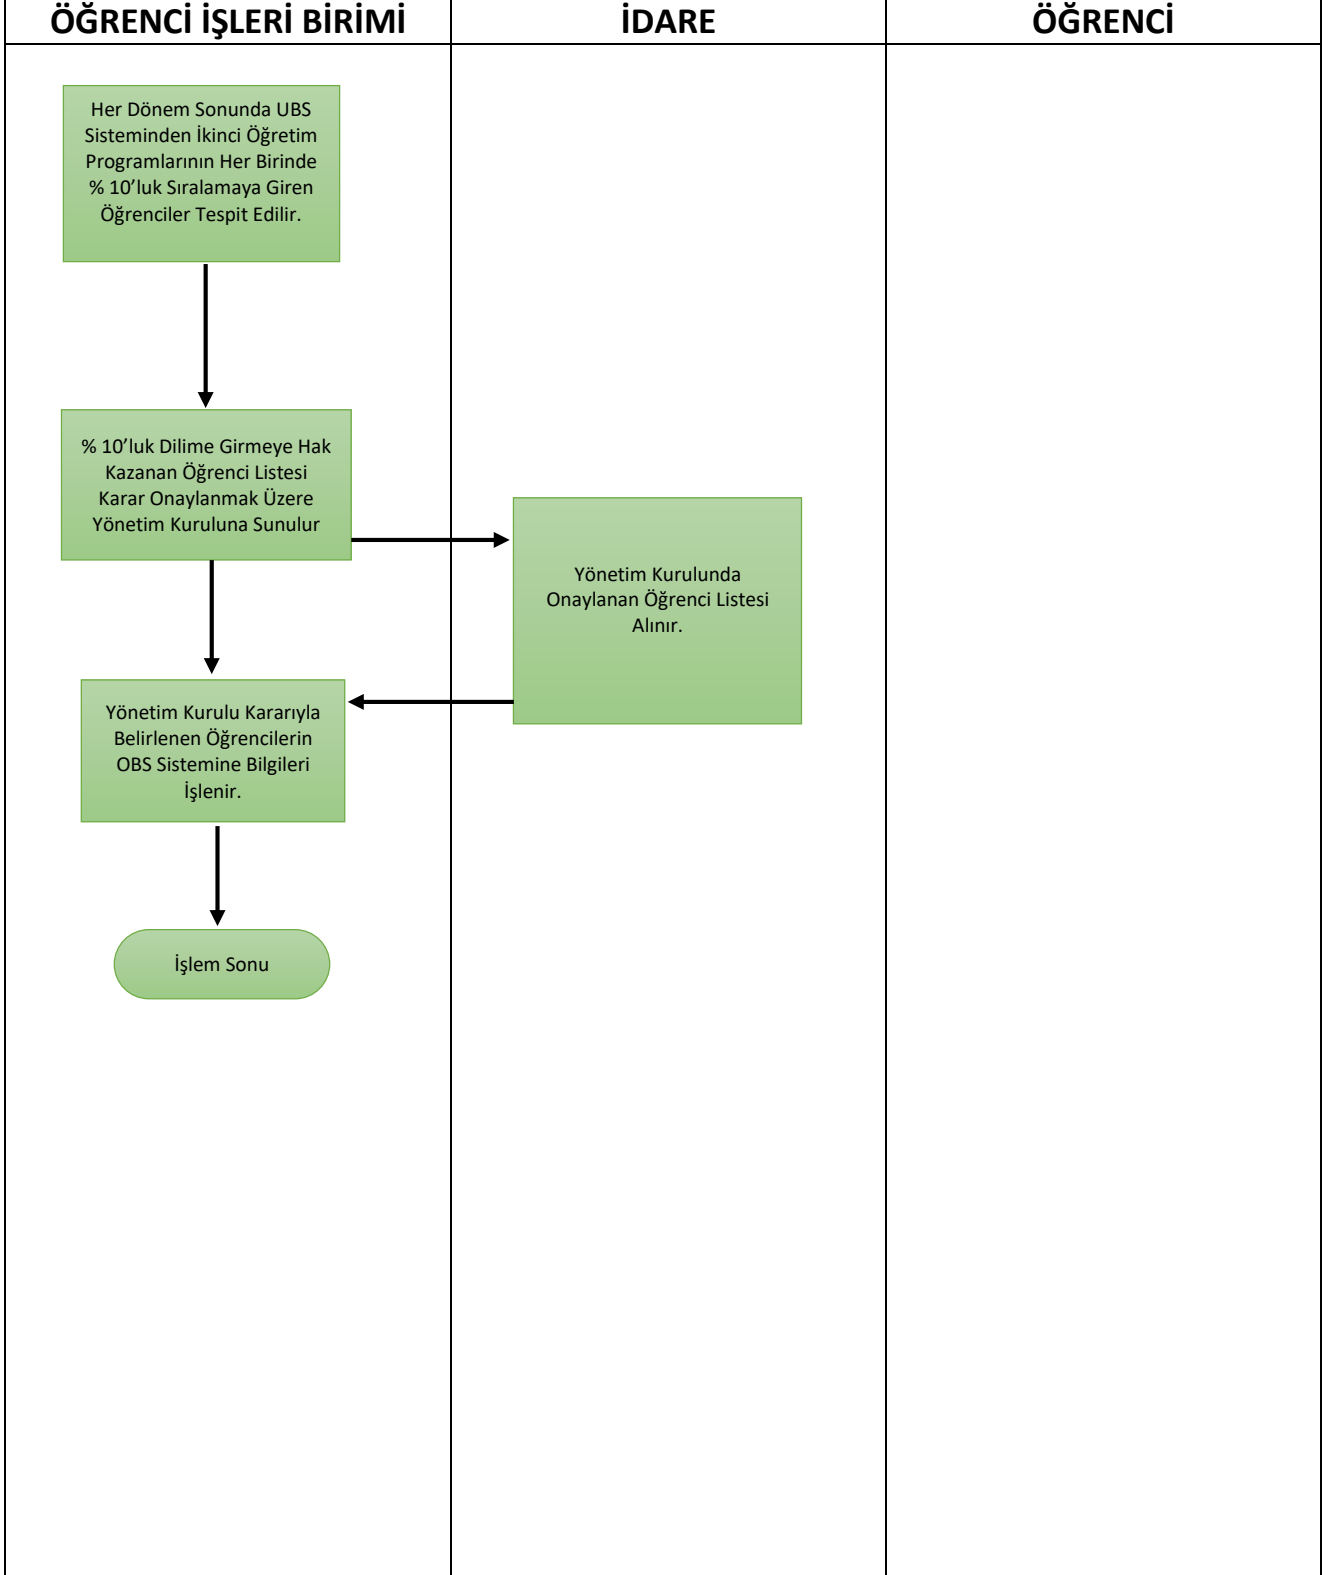 ÖĞRENCİ İŞLERİ BİRİMİ
İDARE
ÖĞRENCİ
Her Dönem Sonunda UBS
Sisteminden İkinci Öğretim
Programlarının Her Birinde
% 10’luk Sıralamaya Giren
Öğrenciler Tespit Edilir.
% 10’luk Dilime Girmeye Hak
Kazanan Öğrenci Listesi
Karar Onaylanmak Üzere
Yönetim Kuruluna Sunulur
Yönetim Kurulunda
Onaylanan Öğrenci Listesi
Alınır.
Yönetim Kurulu Kararıyla
Belirlenen Öğrencilerin
OBS Sistemine Bilgileri
İşlenir.
İşlem Sonu